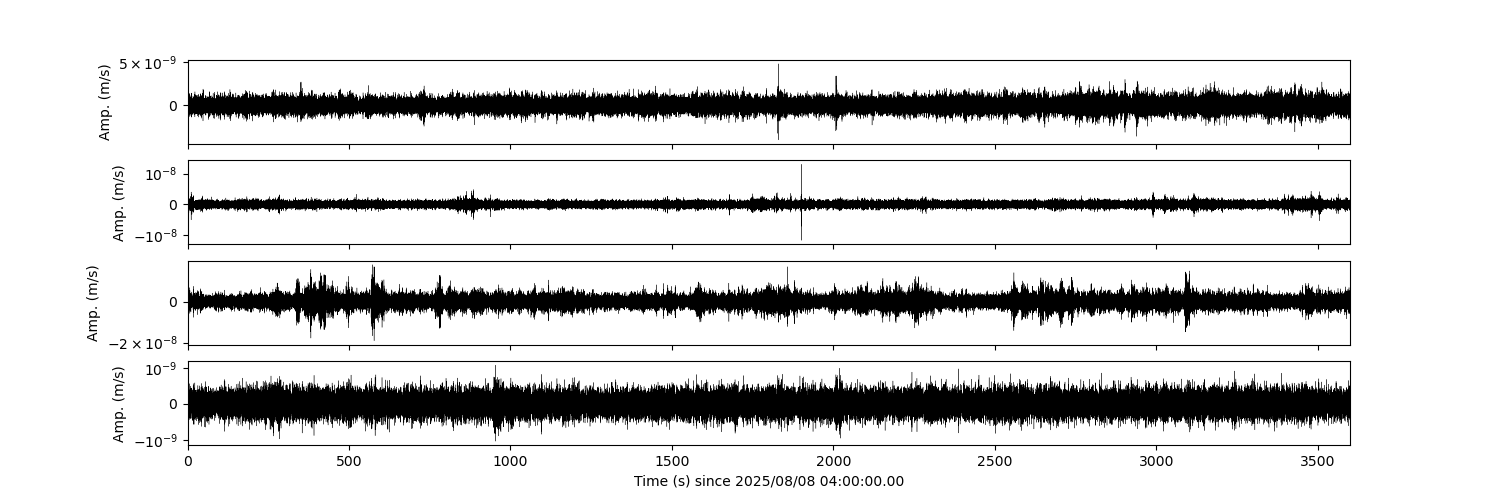 5 × 10⁻⁹
0
Amp. (m/s)
10⁻⁸
0
−10⁻⁸
Amp. (m/s)
0
−2 × 10⁻⁸
Amp. (m/s)
10⁻⁹
0
−10⁻⁹
Amp. (m/s)
0 500 1000 1500 2000 2500 3000 3500
Time (s) since 2025/08/08 04:00:00.00